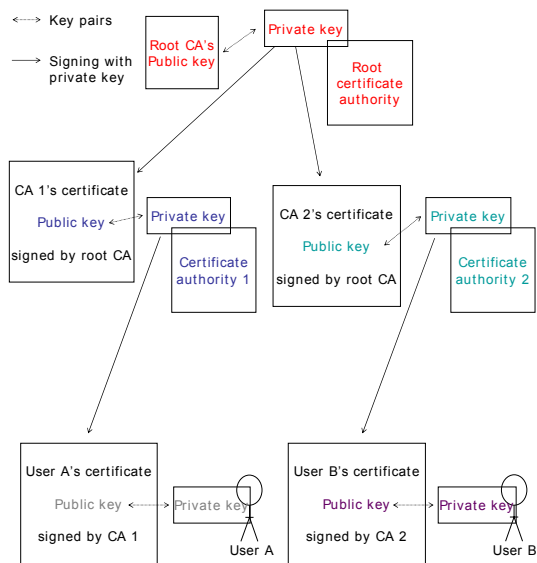 Key pairs
Signing with
private key
Root CA's
Public key
Private key
Root
certificate
authority
CA 1's certificate
Public key
signed by root CA
Private key
Certificate
authority 1
CA 2's certificate
Public key
signed by root CA
Private key
Certificate
authority 2
User A's certificate
Public key
signed by CA 1
Private key
User A
User B's certificate
Public key
signed by CA 2
Private key
User B